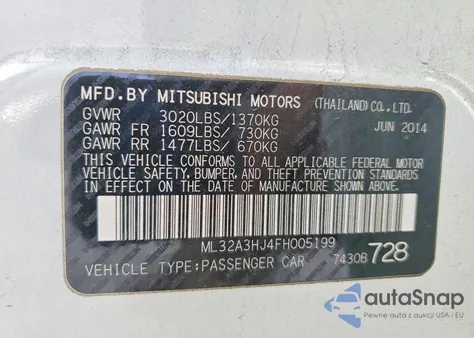 MFD.BY MITSUBISHI MOTORS (THAILAND) CO., LTD.
GVWR 3020LBS/1370KG JUN 2014
GAWR FR 1609LBS/ 730KG
GAWR RR 1477LBS/ 670KG
THIS VEHICLE CONFORMS TO ALL APPLICABLE FEDERAL MOTOR
VEHICLE SAFETY, BUMPER, AND THEFT PREVENTION STANDARDS
IN EFFECT ON THE DATE OF MANUFACTURE SHOWN ABOVE.
ML32A3HJ4FH005199
VEHICLE TYPE:PASSENGER CAR 7430B 728
autoSnap
Pewne auta z USA i EU